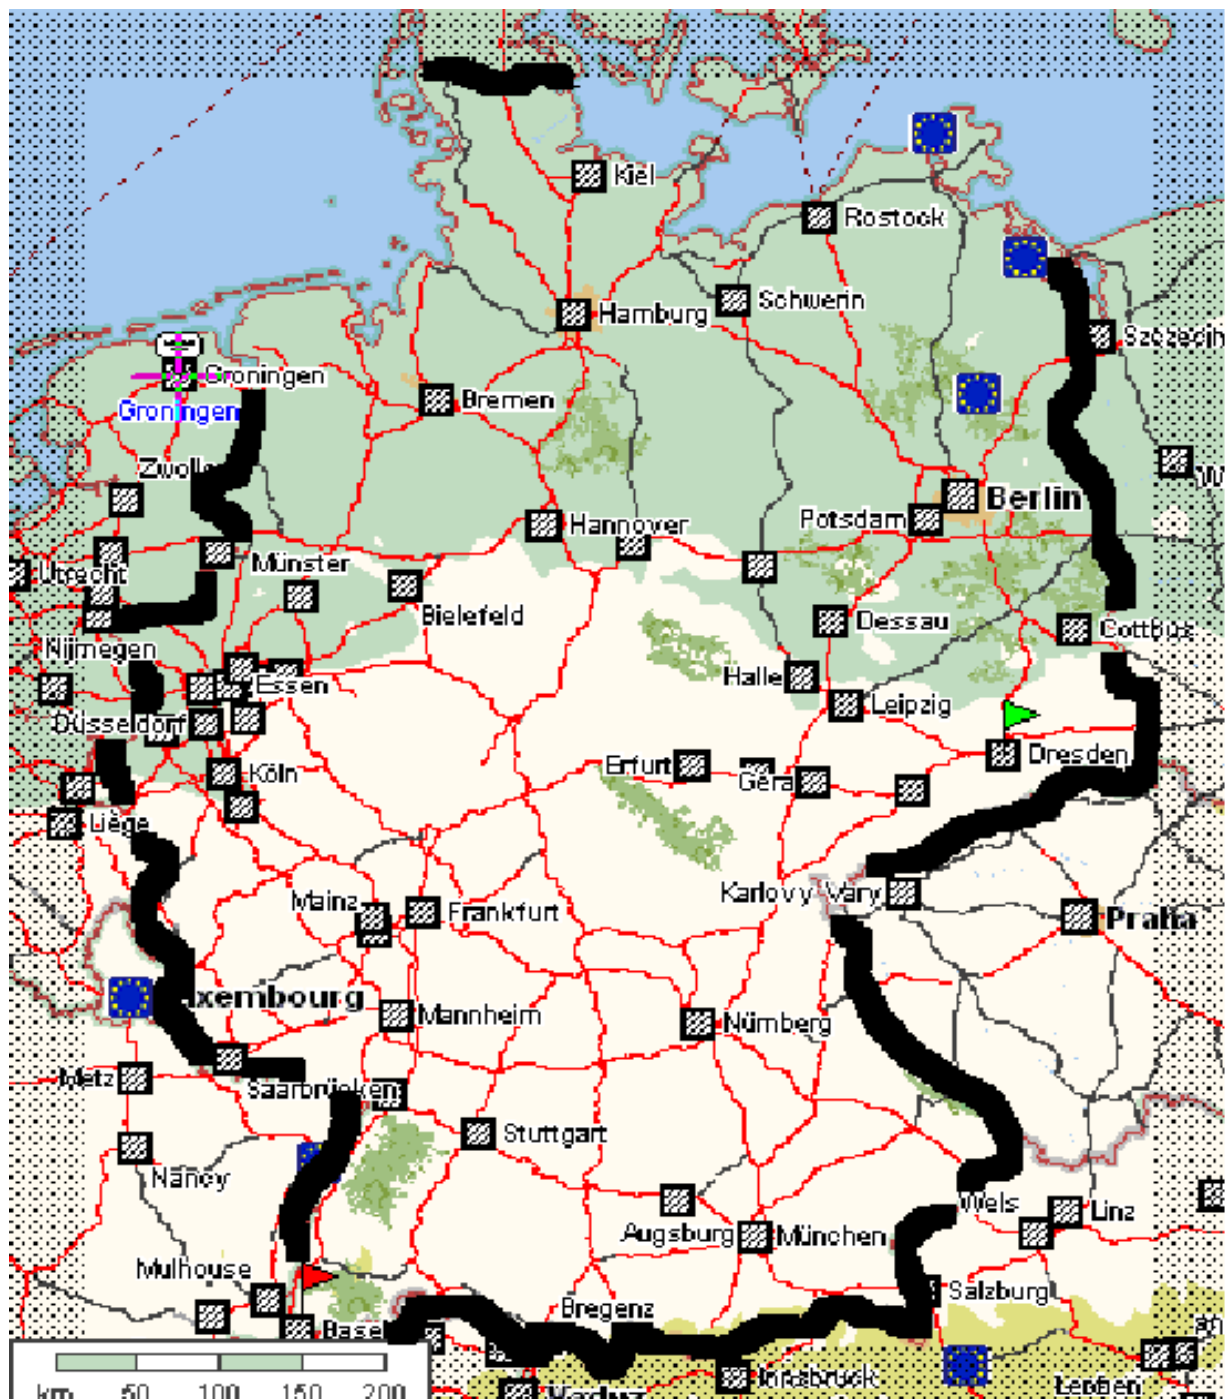 Kiel
Rostock
Schwerin
Hamburg
Szczecin
Groningen
Groningen
Bremen
Zwoll
Berlin
Potsdam
Hannover
Utrecht
Münster
Bielefeld
Dessau
Cottbus
Nijmegen
Essen
Halle
Leipzig
Düsseldorf
Dresden
Köln
Erfurt
Gera
Liège
Karlovy Vary
Mainz
Frankfurt
Praha
xembourg
Mannheim
Nürnberg
Metz
Saarbrücken
Stuttgart
Nancy
Wels
Linz
Augsburg
München
Mulhouse
Salzburg
Bregenz
Basel
Innsbruck
km 50 100 150 200